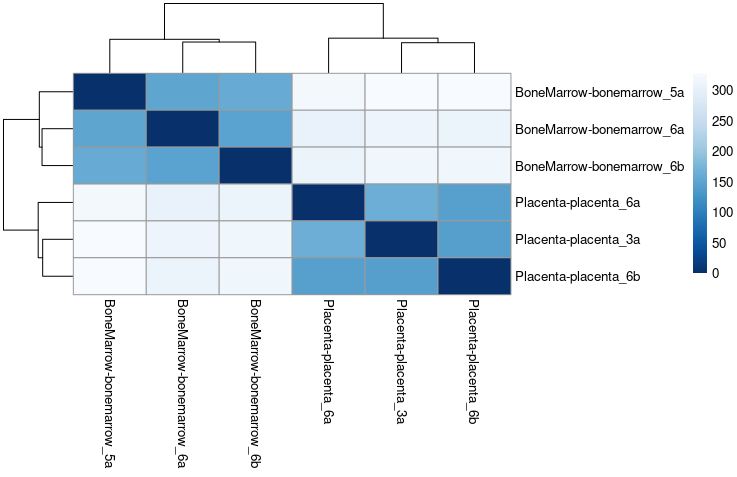 BoneMarrow-bonemarrow_5a
BoneMarrow-bonemarrow_6a
BoneMarrow-bonemarrow_6b
Placenta-placenta_6a
Placenta-placenta_3a
Placenta-placenta_6b
300
250
200
150
100
50
0
BoneMarrow-bonemarrow_5a
BoneMarrow-bonemarrow_6a
BoneMarrow-bonemarrow_6b
Placenta-placenta_6a
Placenta-placenta_3a
Placenta-placenta_6b